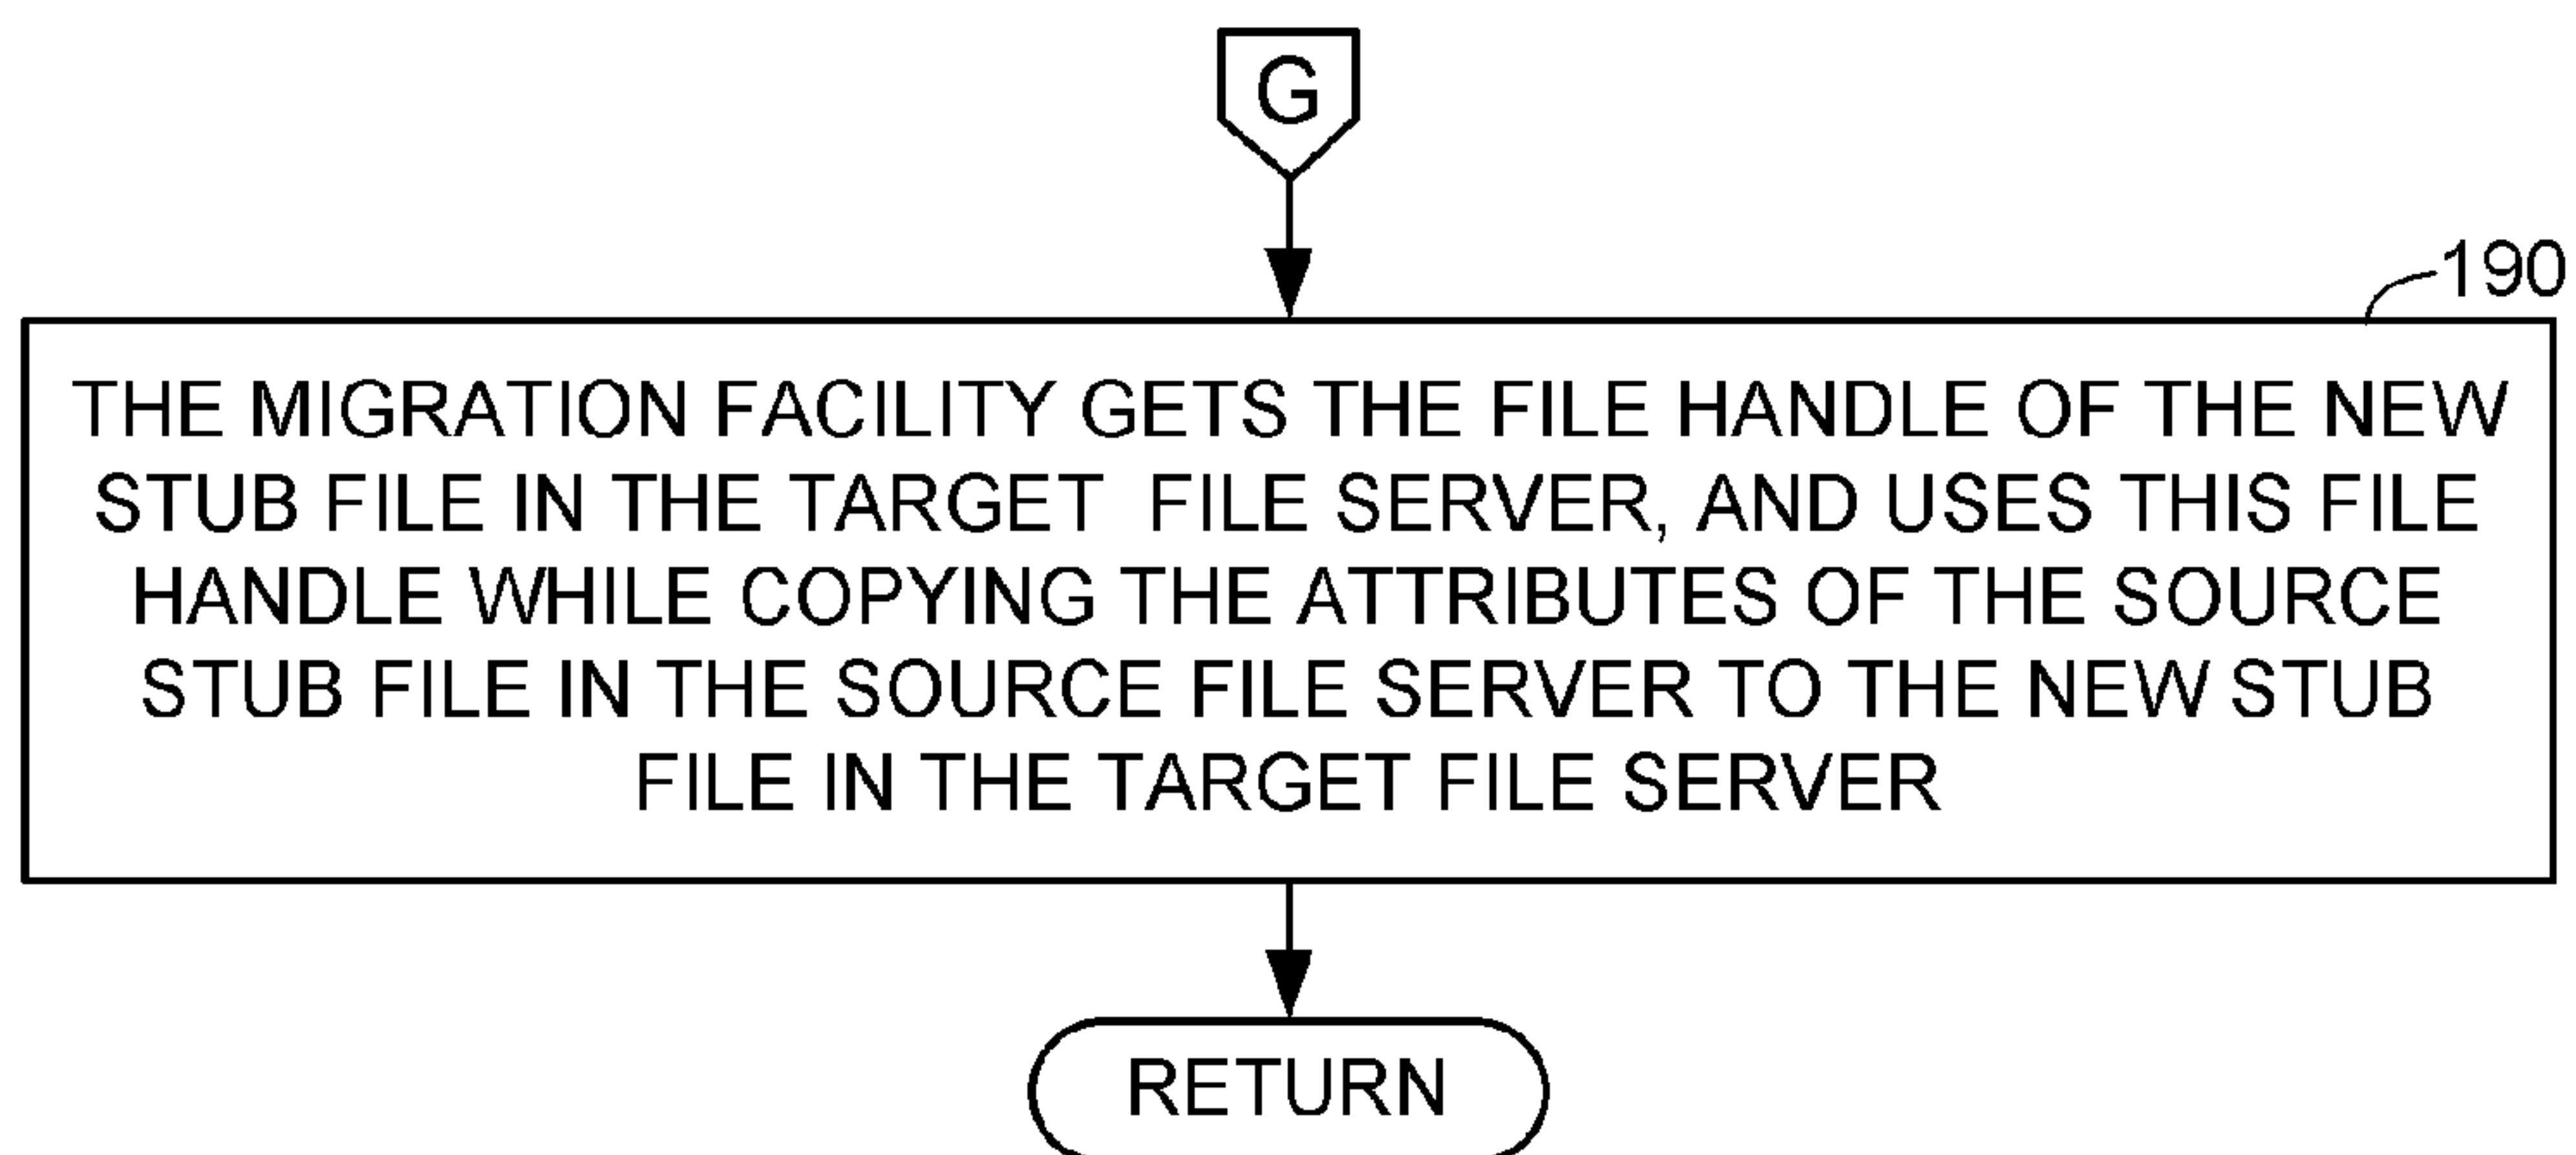 G
190
THE MIGRATION FACILITY GETS THE FILE HANDLE OF THE NEW
STUB FILE IN THE TARGET FILE SERVER, AND USES THIS FILE
HANDLE WHILE COPYING THE ATTRIBUTES OF THE SOURCE
STUB FILE IN THE SOURCE FILE SERVER TO THE NEW STUB
FILE IN THE TARGET FILE SERVER
RETURN